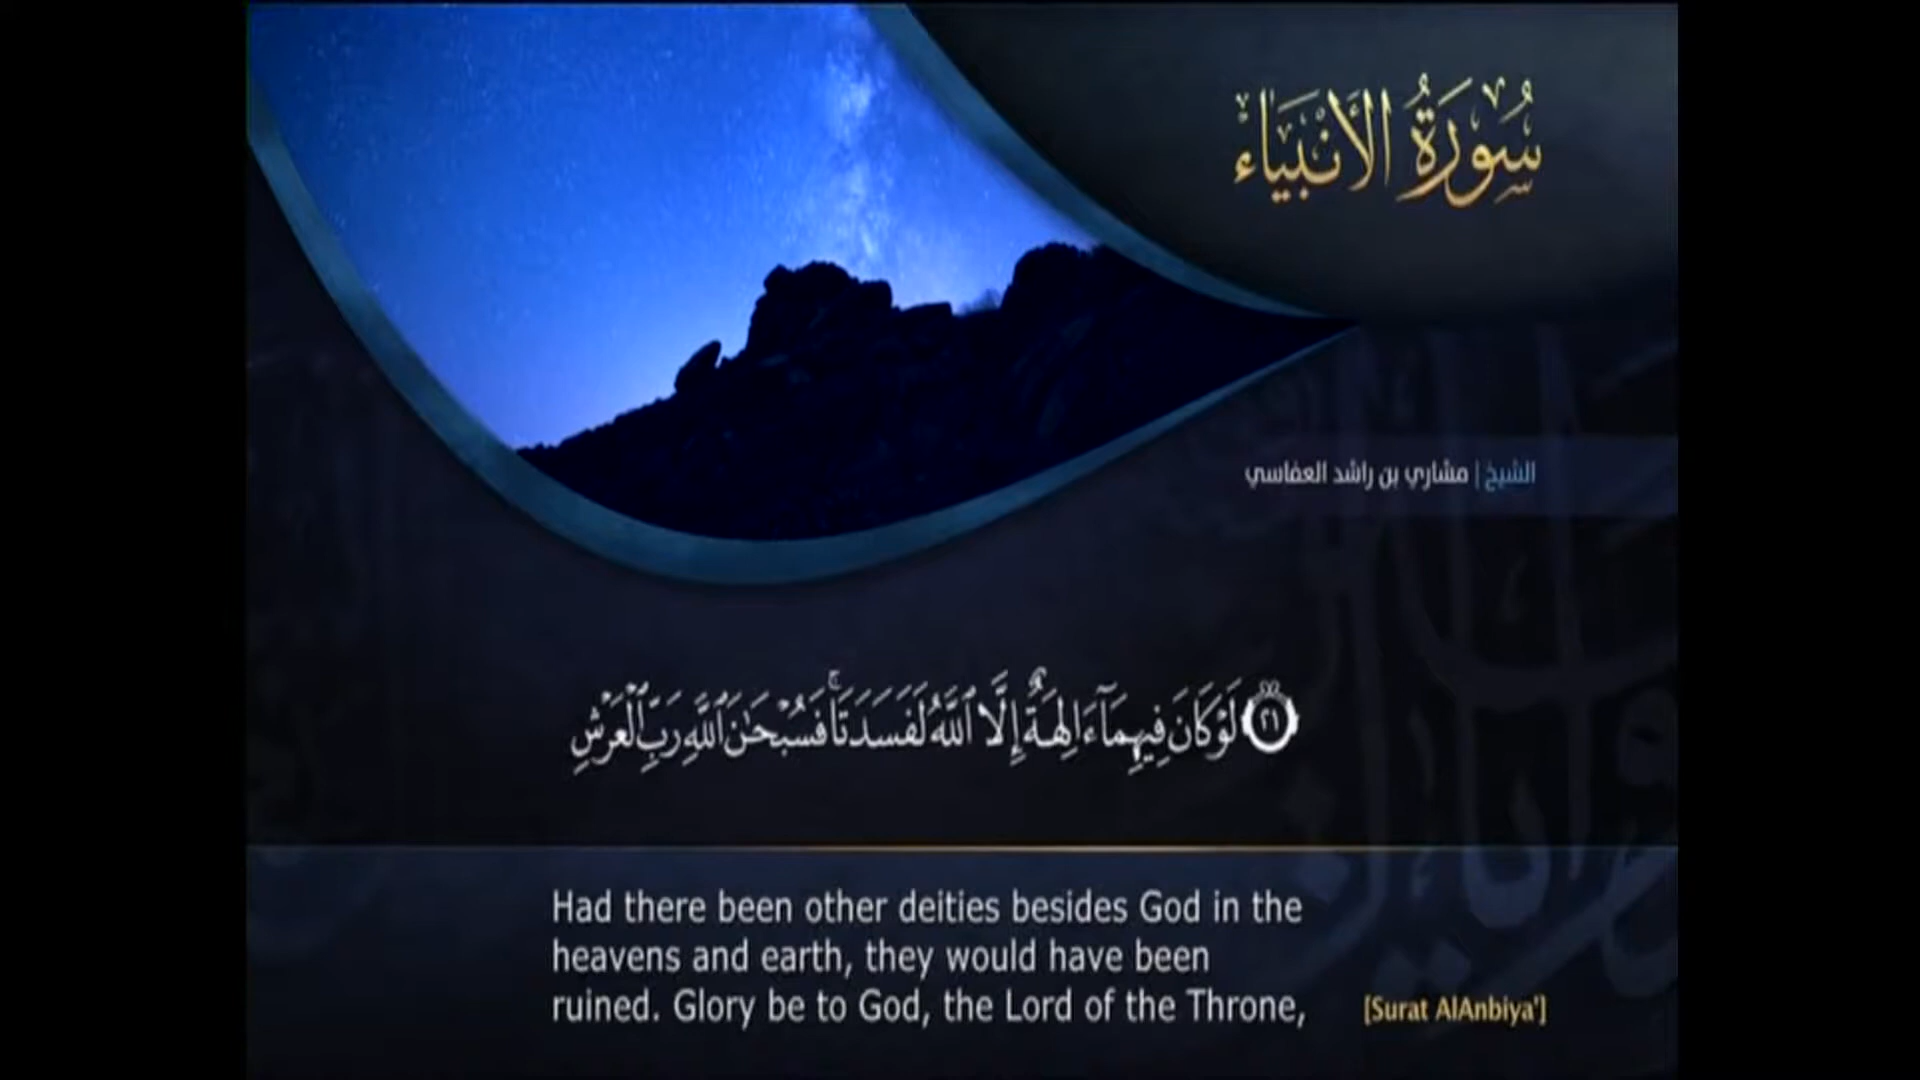 سُورَةُ الأَنْبِيَاءِ
الشيخ | مشاري بن راشد العفاسي
٢١ لَوْ كَانَ فِيهِمَآ ءَالِهَةٌ إِلَّا ٱللَّهُ لَفَسَدَتَا ۚ فَسُبْحَـٰنَ ٱللَّهِ رَبِّ ٱلْعَرْشِ
Had there been other deities besides God in the
heavens and earth, they would have been
ruined. Glory be to God, the Lord of the Throne,
[Surat AlAnbiya']